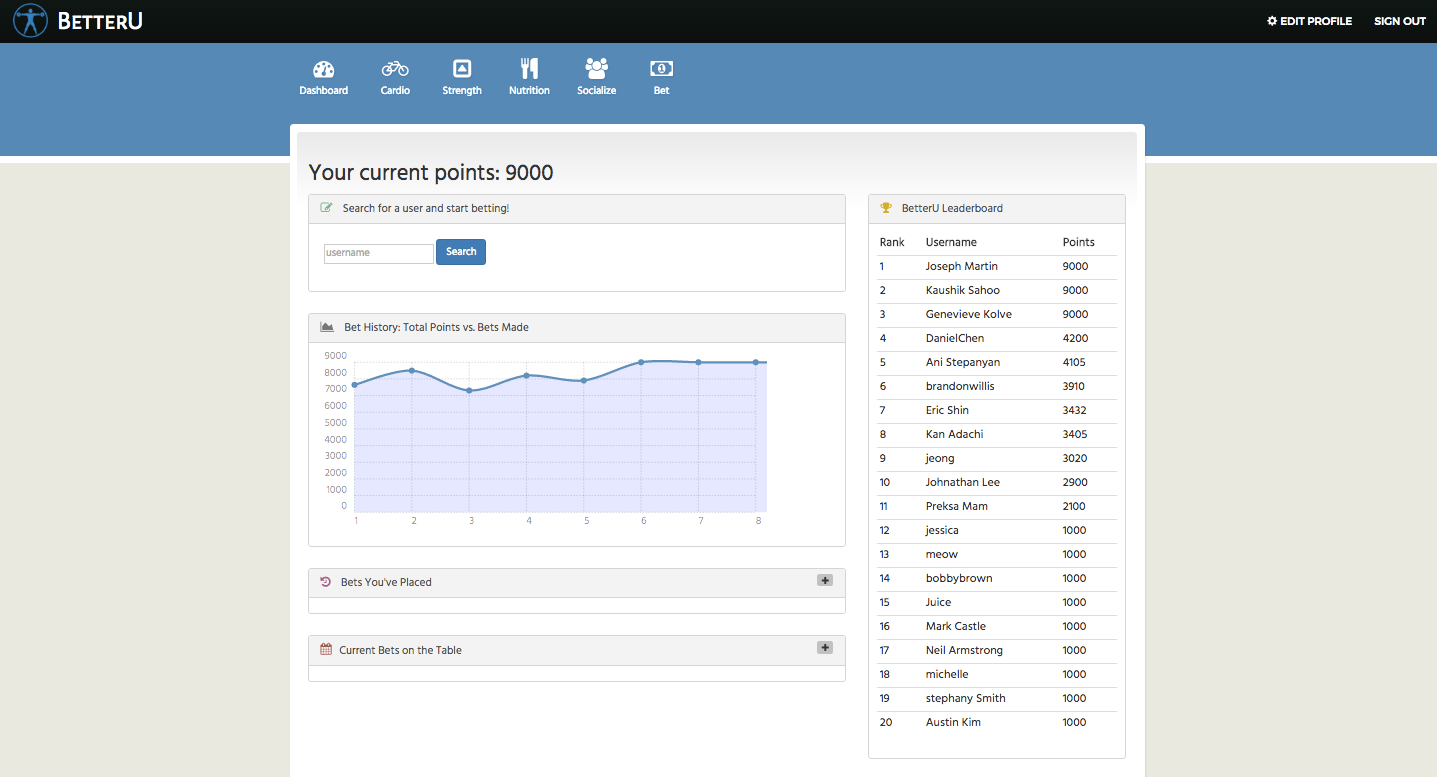 BETTERU
EDIT PROFILE SIGN OUT
Dashboard Cardio Strength Nutrition Socialize Bet
Your current points: 9000
Search for a user and start betting!
username Search
Bet History: Total Points vs. Bets Made
9000
8000
7000
6000
5000
4000
3000
2000
1000
0
1 2 3 4 5 6 7 8
Bets You've Placed
Current Bets on the Table
BetterU Leaderboard
Rank Username Points
1 Joseph Martin 9000
2 Kaushik Sahoo 9000
3 Genevieve Kolve 9000
4 DanielChen 4200
5 Ani Stepanyan 4105
6 brandonwillis 3910
7 Eric Shin 3432
8 Kan Adachi 3405
9 jeong 3020
10 Johnathan Lee 2900
11 Preksa Mam 2100
12 jessica 1000
13 meow 1000
14 bobbybrown 1000
15 Juice 1000
16 Mark Castle 1000
17 Neil Armstrong 1000
18 michelle 1000
19 stephany Smith 1000
20 Austin Kim 1000